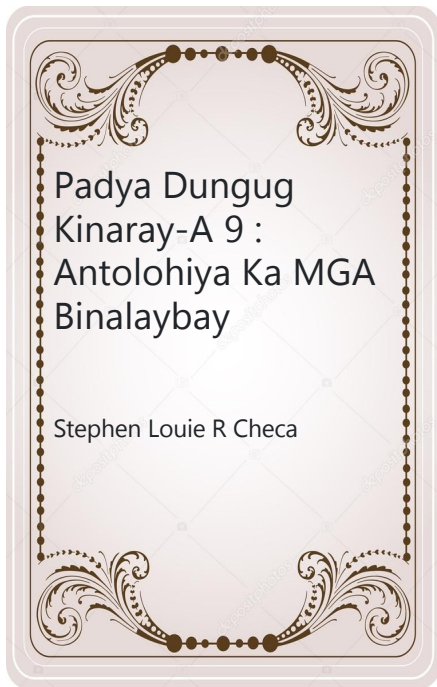 Padya Dungug
Kinaray-A 9 :
Antolohiya Ka MGA
Binalaybay
Stephen Louie R Checa